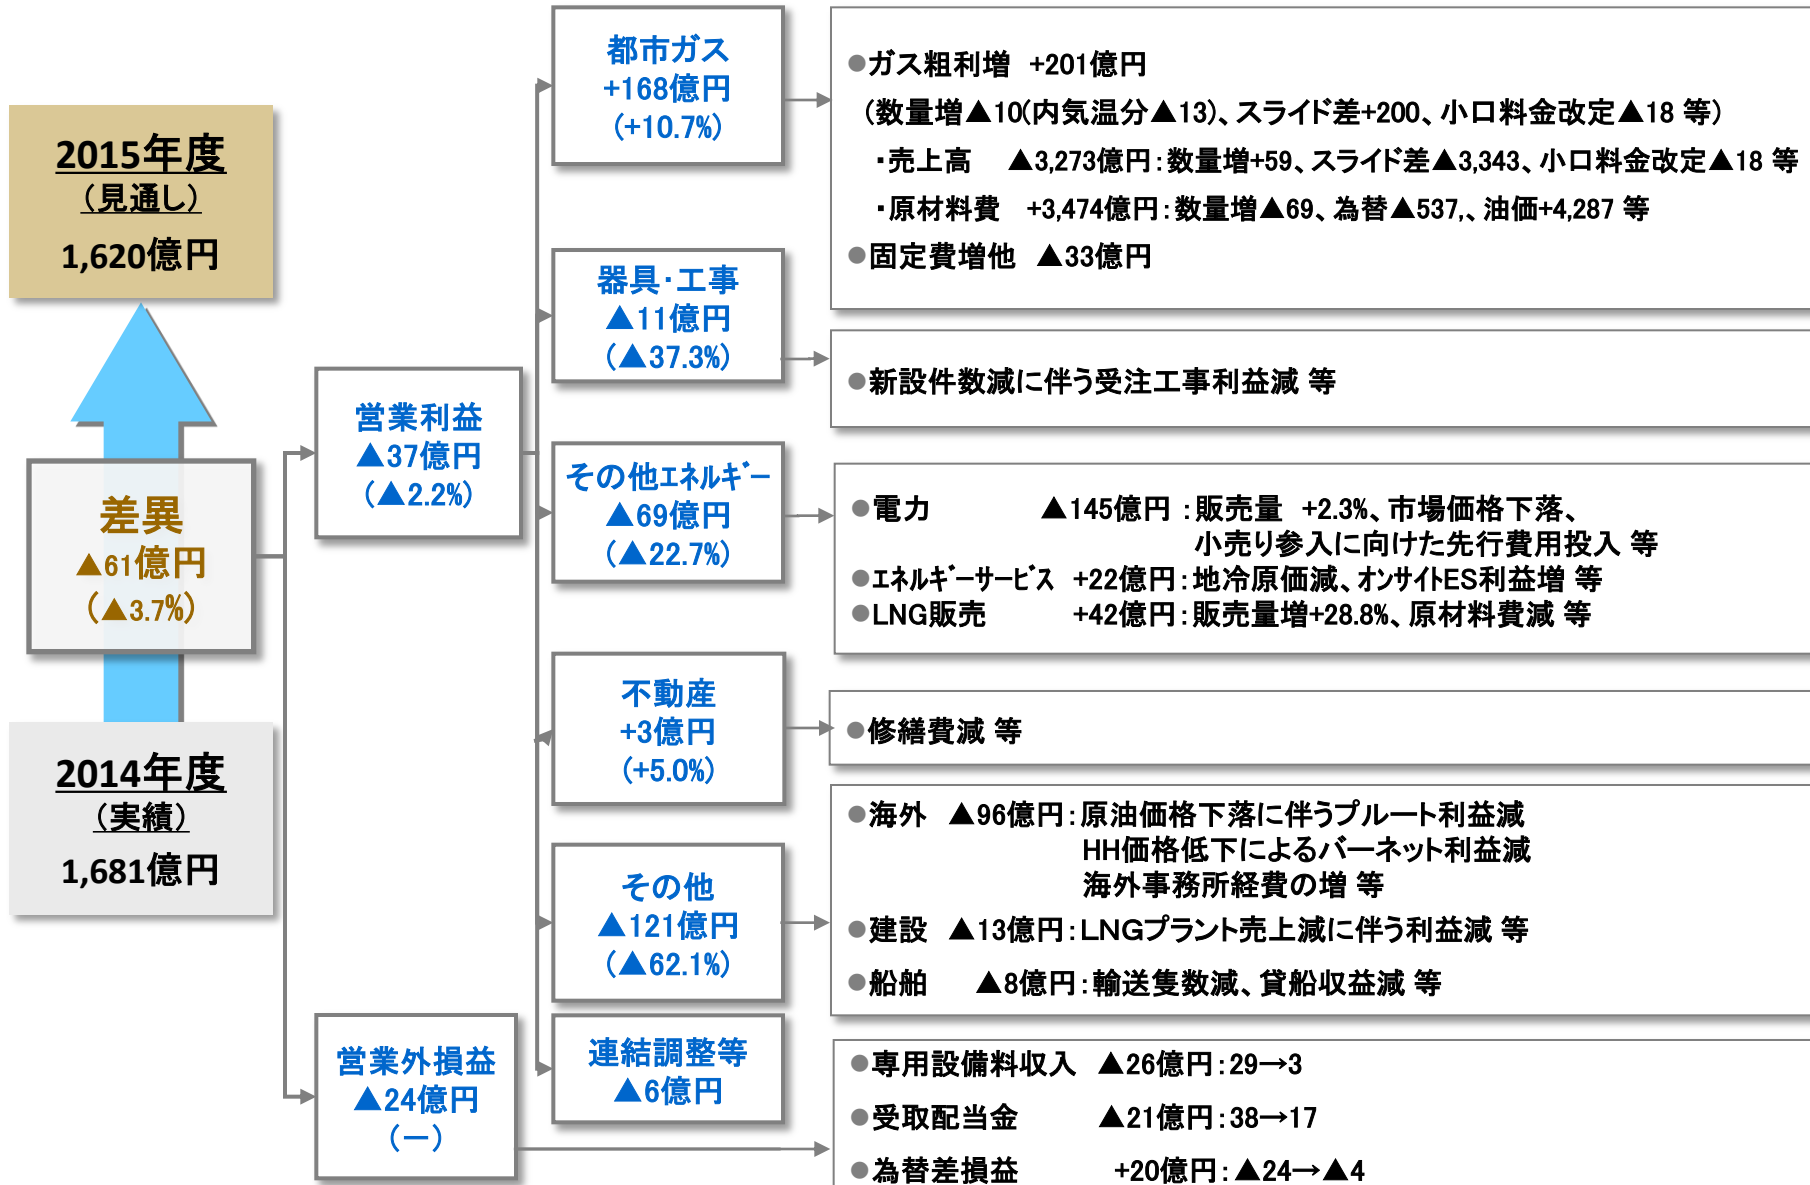 2015年度
（見通し）
1,620億円
差異
▲61億円
（▲3.7%）
2014年度
（実績）
1,681億円
営業利益
▲37億円
（▲2.2%）
営業外損益
▲24億円
（－）
都市ガス
+168億円
（+10.7%）
●ガス粗利増　+201億円
（数量増▲10(内気温分▲13)、スライド差+200、小口料金改定▲18 等）
・売上高　▲3,273億円：数量増+59、スライド差▲3,343、小口料金改定▲18 等
・原材料費　+3,474億円：数量増▲69、為替▲537,、油価+4,287 等
●固定費増他　▲33億円
器具・工事
▲11億円
（▲37.3%）
●新設件数減に伴う受注工事利益減 等
その他ｴﾈﾙｷﾞｰ
▲69億円
（▲22.7%）
●電力　▲145億円：販売量　+2.3%、市場価格下落、
小売り参入に向けた先行費用投入 等
●ｴﾈﾙｷﾞｰｻｰﾋﾞｽ　+22億円：地冷原価減、ｵﾝｻｲﾄES利益増 等
●LNG販売　+42億円：販売量増+28.8%、原材料費減 等
不動産
+3億円
（+5.0%）
●修繕費減 等
その他
▲121億円
（▲62.1%）
●海外　▲96億円：原油価格下落に伴うプルート利益減
HH価格低下によるバーネット利益減
海外事務所経費の増 等
●建設　▲13億円：ＬＮＧプラント売上減に伴う利益減 等
●船舶　▲8億円：輸送隻数減、貸船収益減 等
連結調整等
▲6億円
●専用設備料収入　▲26億円：29→3
●受取配当金　▲21億円：38→17
●為替差損益　+20億円：▲24→▲4